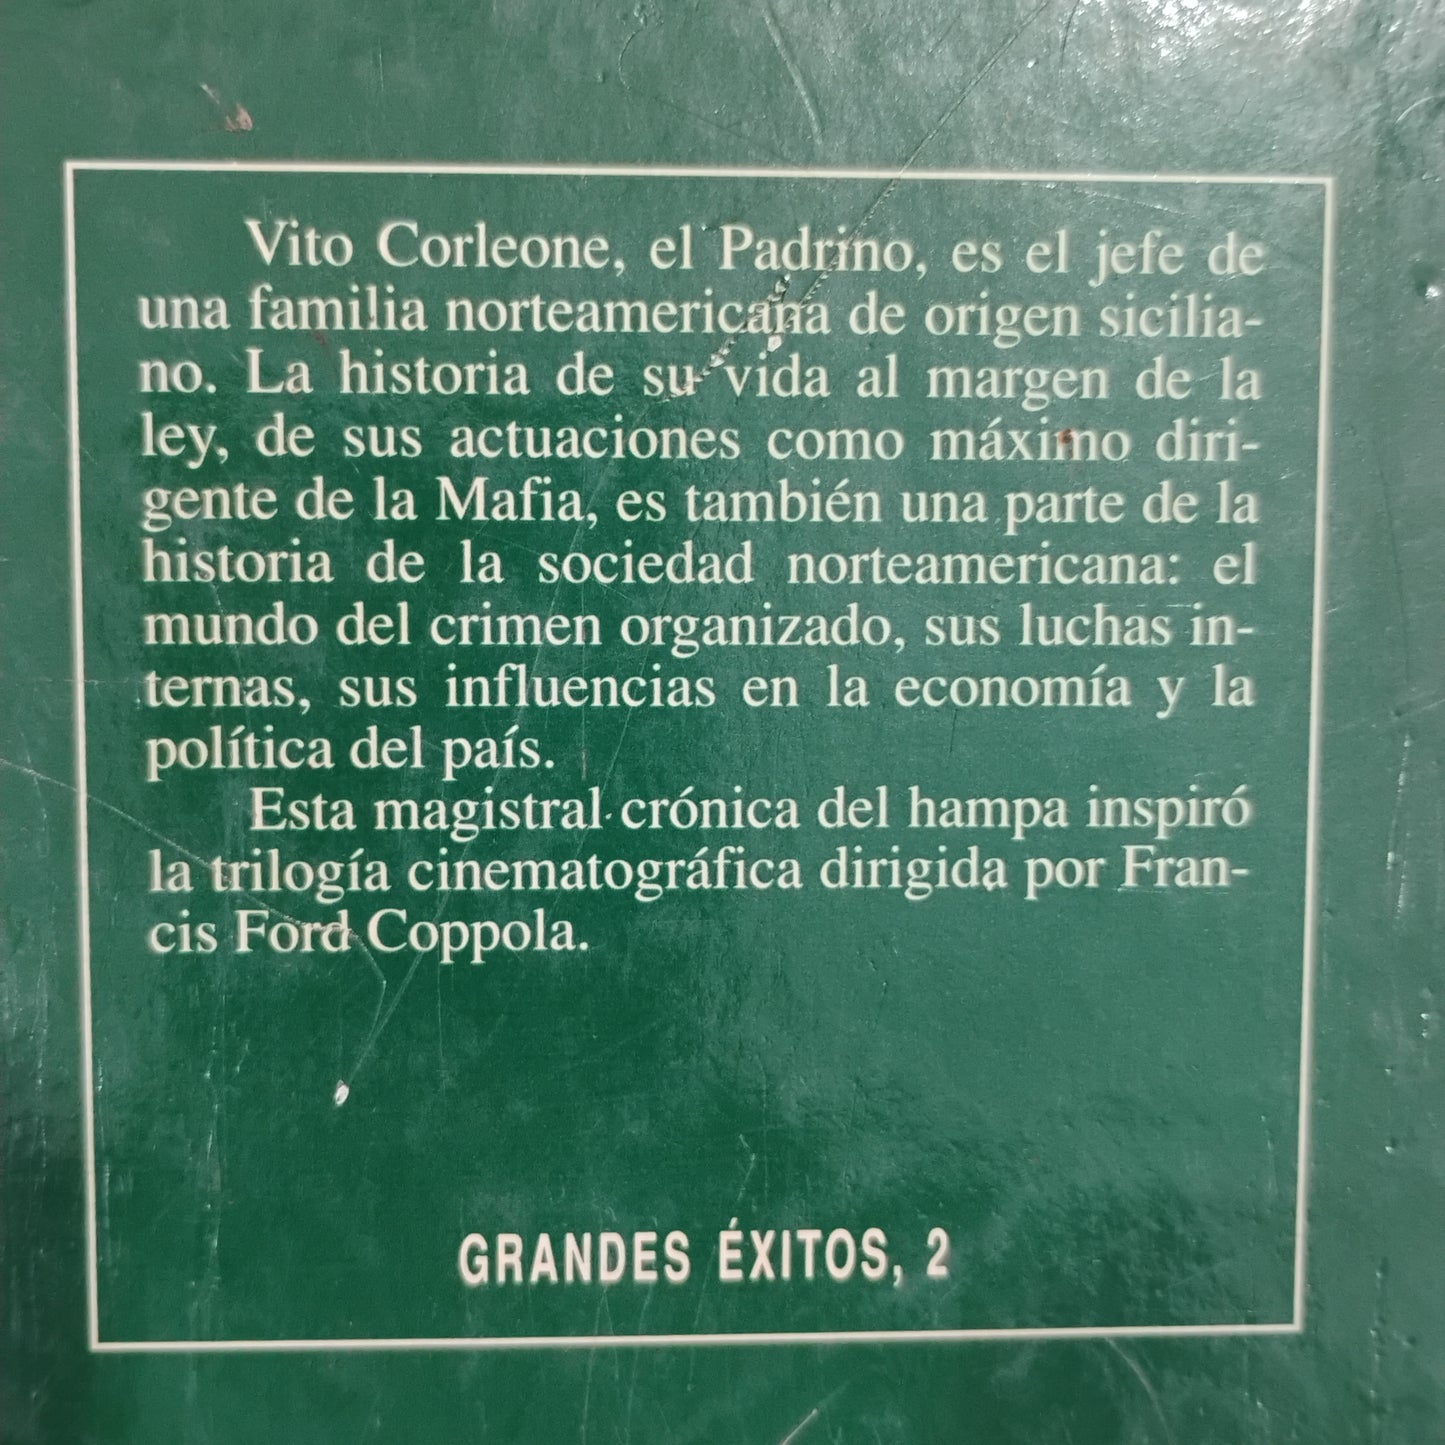 Vito Corleone, el Padrino, es el jefe de
una familia norteamericana de origen sicilia-
no. La historia de su vida al margen de la
ley, de sus actuaciones como máximo diri-
gente de la Mafia, es también una parte de la
historia de la sociedad norteamericana: el
mundo del crimen organizado, sus luchas in-
ternas, sus influencias en la economía y la
política del país.
Esta magistral crónica del hampa inspiró
la trilogía cinematográfica dirigida por Fran-
cis Ford Coppola.
GRANDES ÉXITOS, 2